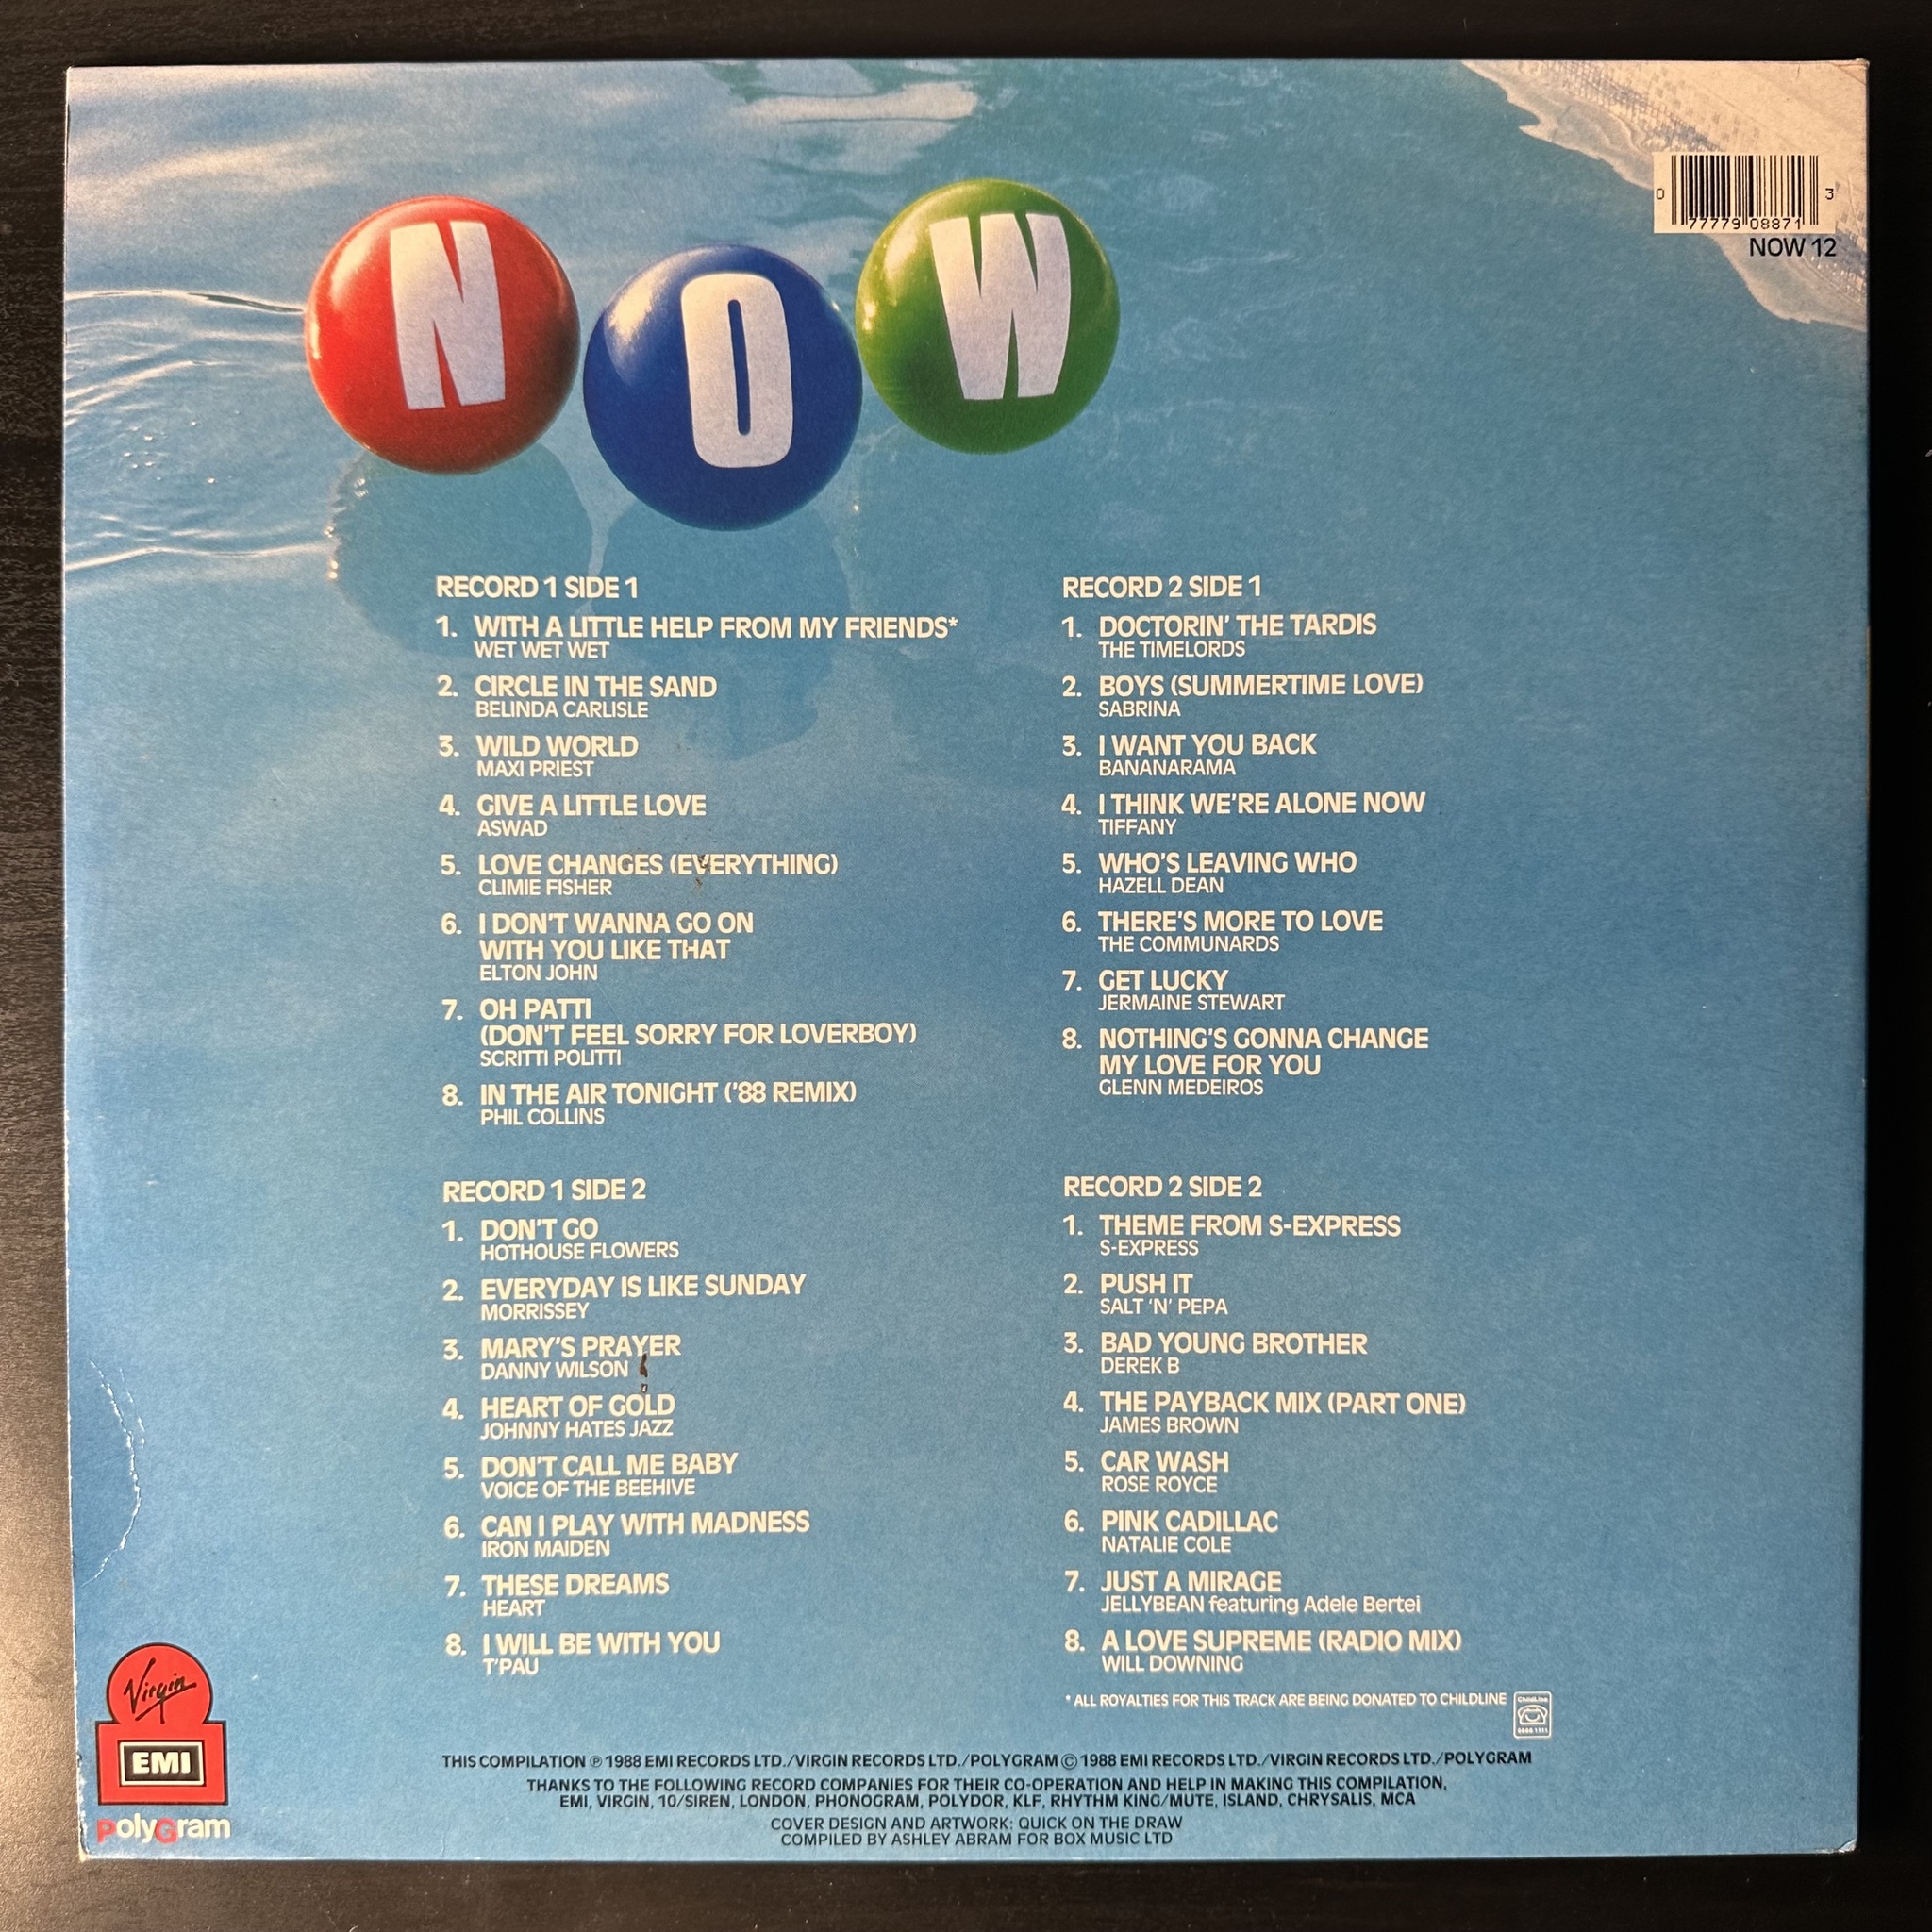 N O W
0 77779 08871 3
NOW 12
RECORD 1 SIDE 1
1. WITH A LITTLE HELP FROM MY FRIENDS*
WET WET WET
2. CIRCLE IN THE SAND
BELINDA CARLISLE
3. WILD WORLD
MAXI PRIEST
4. GIVE A LITTLE LOVE
ASWAD
5. LOVE CHANGES (EVERYTHING)
CLIMIE FISHER
6. I DON'T WANNA GO ON
WITH YOU LIKE THAT
ELTON JOHN
7. OH PATTI
(DON'T FEEL SORRY FOR LOVERBOY)
SCRITTI POLITTI
8. IN THE AIR TONIGHT ('88 REMIX)
PHIL COLLINS
RECORD 1 SIDE 2
1. DON'T GO
HOTHOUSE FLOWERS
2. EVERYDAY IS LIKE SUNDAY
MORRISSEY
3. MARY'S PRAYER
DANNY WILSON
4. HEART OF GOLD
JOHNNY HATES JAZZ
5. DON'T CALL ME BABY
VOICE OF THE BEEHIVE
6. CAN I PLAY WITH MADNESS
IRON MAIDEN
7. THESE DREAMS
HEART
8. I WILL BE WITH YOU
T'PAU
RECORD 2 SIDE 1
1. DOCTORIN' THE TARDIS
THE TIMELORDS
2. BOYS (SUMMERTIME LOVE)
SABRINA
3. I WANT YOU BACK
BANANARAMA
4. I THINK WE'RE ALONE NOW
TIFFANY
5. WHO'S LEAVING WHO
HAZELL DEAN
6. THERE'S MORE TO LOVE
THE COMMUNARDS
7. GET LUCKY
JERMAINE STEWART
8. NOTHING'S GONNA CHANGE
MY LOVE FOR YOU
GLENN MEDEIROS
RECORD 2 SIDE 2
1. THEME FROM S-EXPRESS
S-EXPRESS
2. PUSH IT
SALT 'N' PEPA
3. BAD YOUNG BROTHER
DEREK B
4. THE PAYBACK MIX (PART ONE)
JAMES BROWN
5. CAR WASH
ROSE ROYCE
6. PINK CADILLAC
NATALIE COLE
7. JUST A MIRAGE
JELLYBEAN featuring Adele Bertei
8. A LOVE SUPREME (RADIO MIX)
WILL DOWNING
* ALL ROYALTIES FOR THIS TRACK ARE BEING DONATED TO CHILDLINE
ChildLine
0800 1111
Virgin
EMI
PolyGram
THIS COMPILATION ℗ 1988 EMI RECORDS LTD./VIRGIN RECORDS LTD./POLYGRAM © 1988 EMI RECORDS LTD./VIRGIN RECORDS LTD./POLYGRAM
THANKS TO THE FOLLOWING RECORD COMPANIES FOR THEIR CO-OPERATION AND HELP IN MAKING THIS COMPILATION,
EMI, VIRGIN, 10/SIREN, LONDON, PHONOGRAM, POLYDOR, KLF, RHYTHM KING/MUTE, ISLAND, CHRYSALIS, MCA
COVER DESIGN AND ARTWORK: QUICK ON THE DRAW
COMPILED BY ASHLEY ABRAM FOR BOX MUSIC LTD